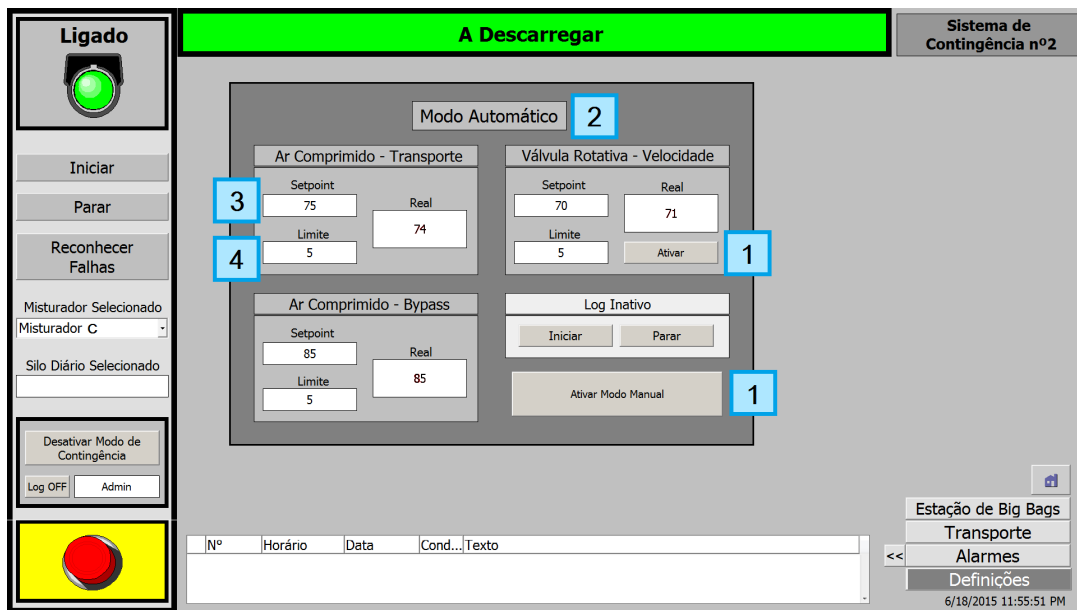 Ligado
A Descarregar
Sistema de
Contingência nº2
Iniciar
Parar
Reconhecer
Falhas
Misturador Selecionado
Misturador C
Silo Diário Selecionado
Desativar Modo de
Contingência
Log OFF
Admin
Modo Automático
2
Ar Comprimido - Transporte
3
Setpoint
75
Real
74
4
Limite
5
Válvula Rotativa - Velocidade
Setpoint
70
Real
71
Limite
5
Ativar
1
Ar Comprimido - Bypass
Setpoint
85
Real
85
Limite
5
Log Inativo
Iniciar
Parar
Ativar Modo Manual
1
Nº Horário Data Cond... Texto
Estação de Big Bags
Transporte
<< Alarmes
Definições
6/18/2015 11:55:51 PM